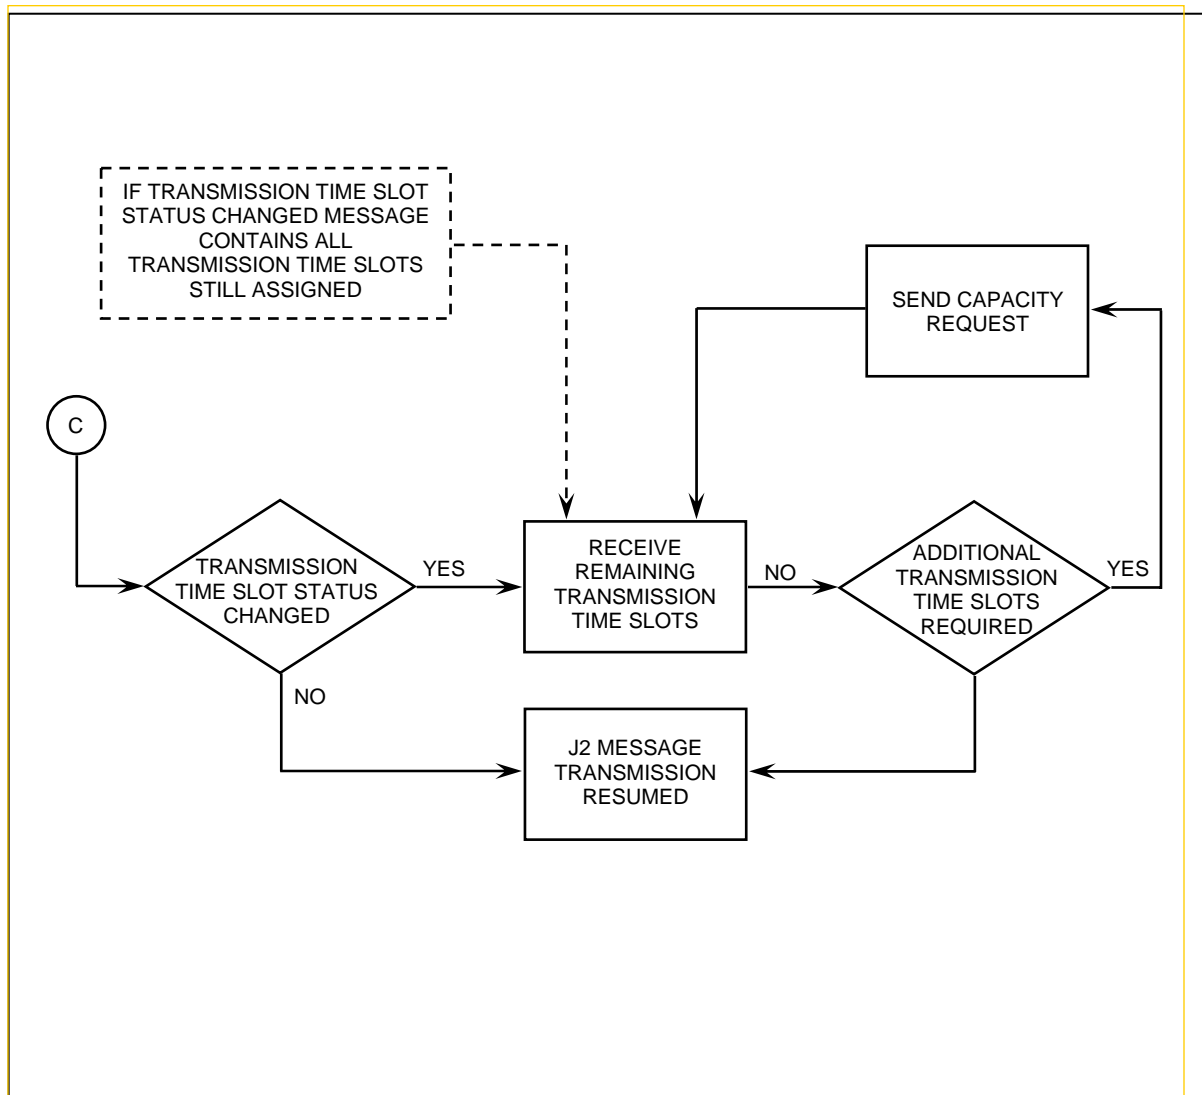 IF TRANSMISSION TIME SLOT
STATUS CHANGED MESSAGE
CONTAINS ALL
TRANSMISSION TIME SLOTS
STILL ASSIGNED
SEND CAPACITY
REQUEST
C
TRANSMISSION
TIME SLOT STATUS
CHANGED
YES
RECEIVE
REMAINING
TRANSMISSION
TIME SLOTS
NO
ADDITIONAL
TRANSMISSION
TIME SLOTS
REQUIRED
YES
NO
J2 MESSAGE
TRANSMISSION
RESUMED